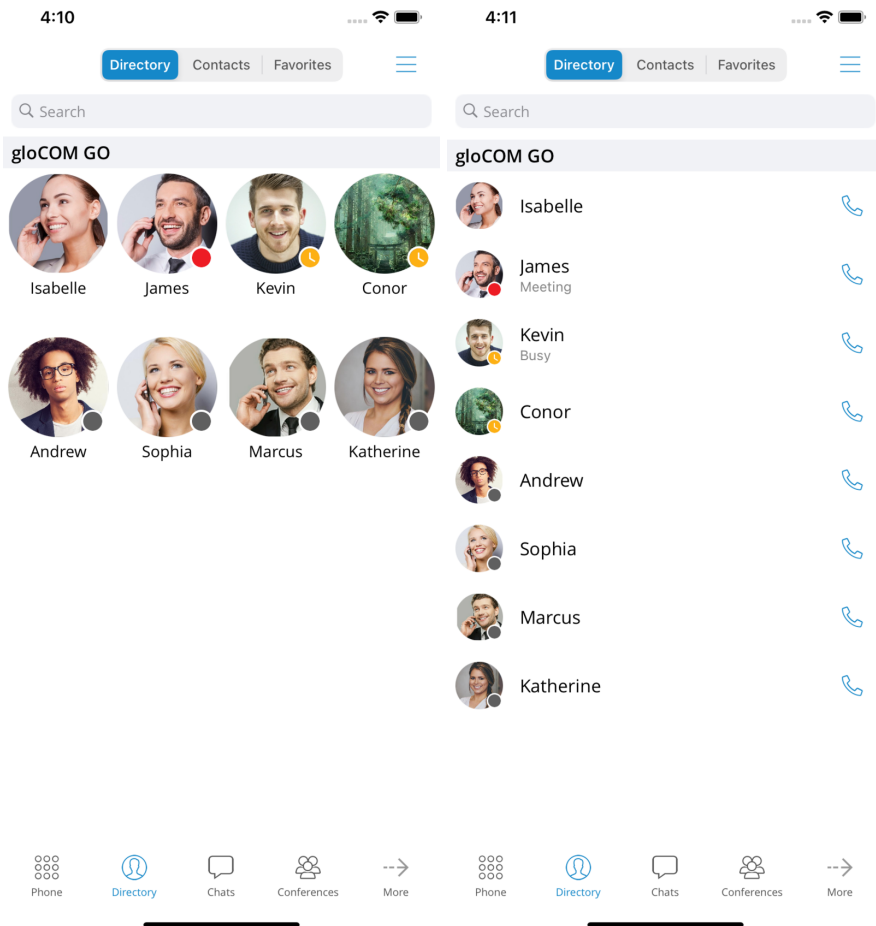 4:10
Directory Contacts Favorites
Search
gloCOM GO
Isabelle James Kevin Conor
Andrew Sophia Marcus Katherine
Phone Directory Chats Conferences More
4:11
Directory Contacts Favorites
Search
gloCOM GO
Isabelle
James
Meeting
Kevin
Busy
Conor
Andrew
Sophia
Marcus
Katherine
Phone Directory Chats Conferences More